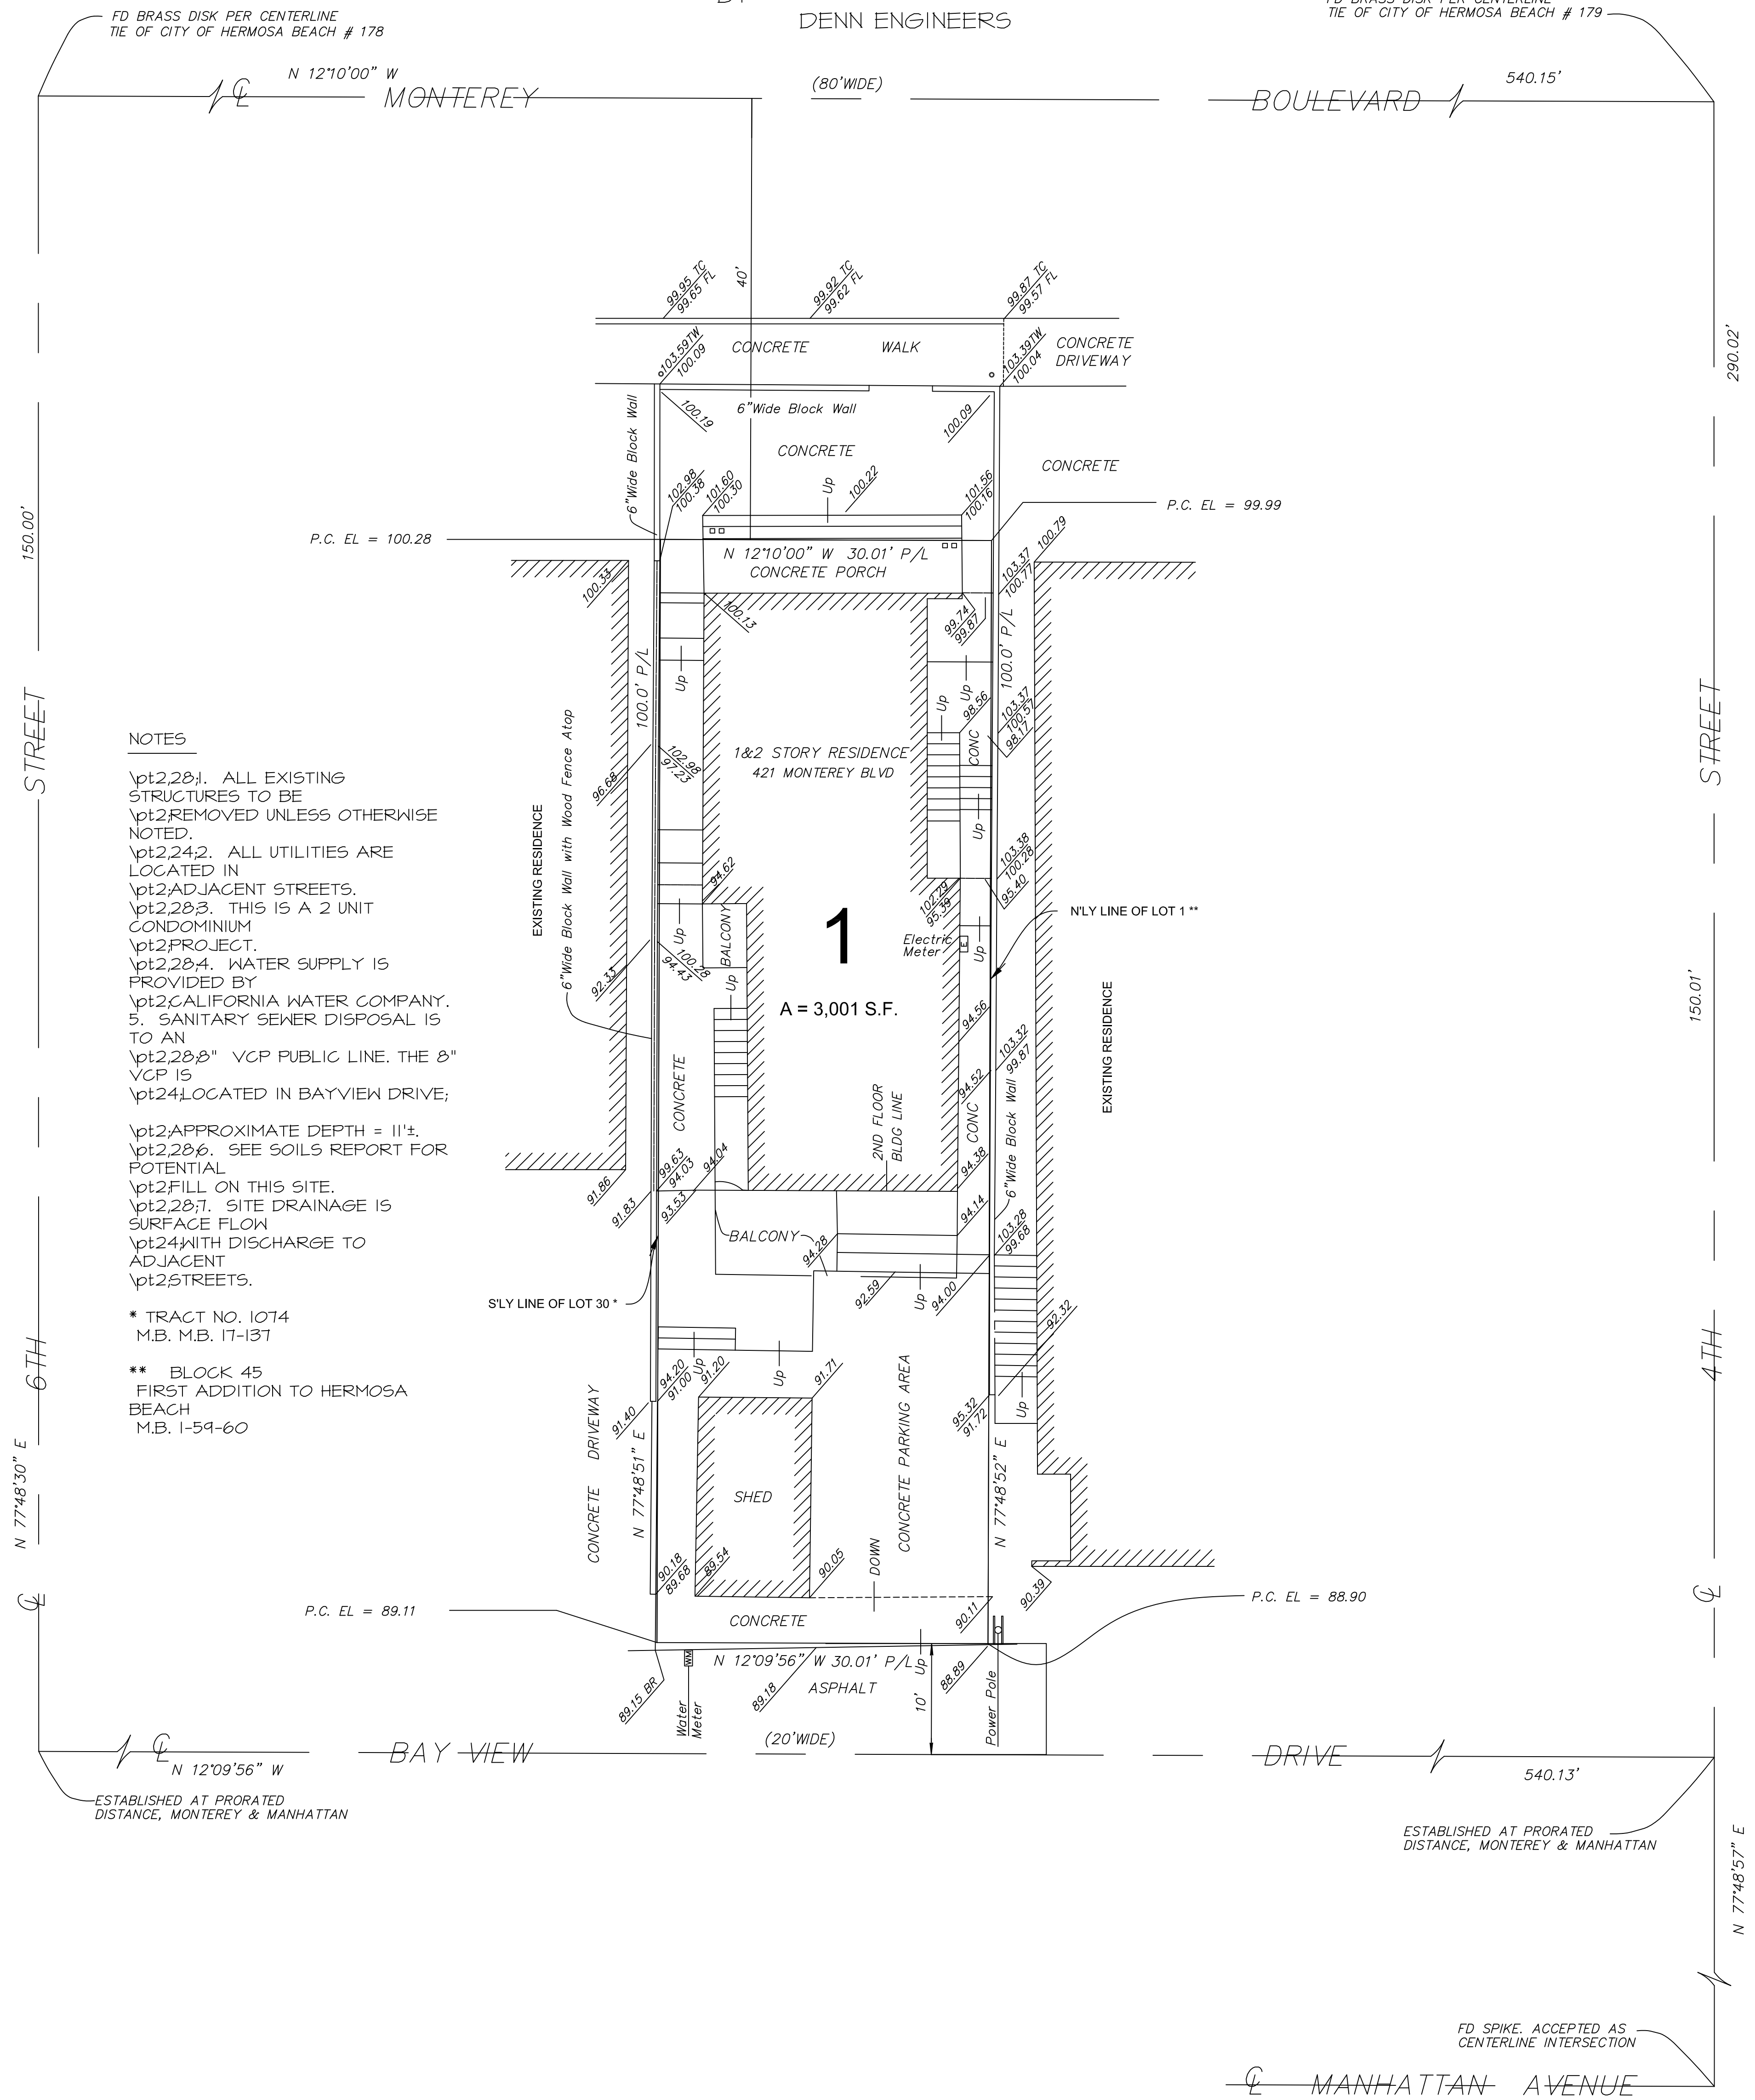 DENN ENGINEERS
FD BRASS DISK PER CENTERLINE
TIE OF CITY OF HERMOSA BEACH # 178
FD BRASS DISK PER CENTERLINE
TIE OF CITY OF HERMOSA BEACH # 179
N 12°10'00" W
℄
MONTEREY
(80'WIDE)
BOULEVARD
540.15'
40'
99.95 TC
99.65 FL
99.92 TC
99.62 FL
99.87 TC
99.57 FL
103.59TW
100.09
CONCRETE WALK
103.39TW
100.04
CONCRETE
DRIVEWAY
290.02'
6"Wide Block Wall
100.19
6"Wide Block Wall
100.09
CONCRETE
CONCRETE
102.98
100.38
101.60
100.30
Up
100.22
101.56
100.16
P.C. EL = 99.99
P.C. EL = 100.28
150.00'
N 12°10'00" W 30.01' P/L
CONCRETE PORCH
100.79
103.37
100.77
100.33
100.13
99.74
99.87
100.0' P/L
100.0' P/L
Up
Up
Up
98.56
103.37
100.57
98.17
STREET
STREET
1&2 STORY RESIDENCE
421 MONTEREY BLVD
CONC
102.98
97.23
96.68
Up
6"Wide Block Wall with Wood Fence Atop
EXISTING RESIDENCE
94.62
103.38
100.28
95.40
102.29
95.39
N'LY LINE OF LOT 1 **
1
Electric
Meter
E
Up
Up
BALCONY
Up
100.28
94.43
92.33
A = 3,001 S.F.
94.56
EXISTING RESIDENCE
150.01'
103.32
99.87
94.52
CONC
CONCRETE
2ND FLOOR
BLDG LINE
6"Wide Block Wall
94.38
99.63
94.03
94.04
91.86
91.83
93.53
94.14
103.28
99.68
BALCONY
94.28
92.59
Up
94.00
92.32
S'LY LINE OF LOT 30 *
NOTES
\pt2,28;1. ALL EXISTING
STRUCTURES TO BE
\pt2;REMOVED UNLESS OTHERWISE
NOTED.
\pt2,24;2. ALL UTILITIES ARE
LOCATED IN
\pt2;ADJACENT STREETS.
\pt2,28;3. THIS IS A 2 UNIT
CONDOMINIUM
\pt2;PROJECT.
\pt2,28;4. WATER SUPPLY IS
PROVIDED BY
\pt2;CALIFORNIA WATER COMPANY.
5. SANITARY SEWER DISPOSAL IS
TO AN
\pt2,28;8" VCP PUBLIC LINE. THE 8"
VCP IS
\pt24;LOCATED IN BAYVIEW DRIVE;
\pt2;APPROXIMATE DEPTH = 11'±.
\pt2,28;6. SEE SOILS REPORT FOR
POTENTIAL
\pt2;FILL ON THIS SITE.
\pt2,28;7. SITE DRAINAGE IS
SURFACE FLOW
\pt24;WITH DISCHARGE TO
ADJACENT
\pt2;STREETS.
* TRACT NO. 1074
M.B. M.B. 17-137
** BLOCK 45
FIRST ADDITION TO HERMOSA
BEACH
M.B. 1-59-60
6TH
4TH
Up
94.20
91.00
91.20
Up
91.71
91.40
95.32
91.72
Up
CONCRETE DRIVEWAY
N 77°48'51" E
SHED
CONCRETE PARKING AREA
N 77°48'52" E
N 77°48'30" E
90.18
89.68
89.54
90.05
DOWN
90.39
90.11
℄
℄
P.C. EL = 89.11
P.C. EL = 88.90
CONCRETE
N 12°09'56" W 30.01' P/L
Up
WM
89.15 BR
Water
Meter
89.18
ASPHALT
10'
88.89
Power Pole
℄
N 12°09'56" W
BAY VIEW
(20'WIDE)
DRIVE
540.13'
ESTABLISHED AT PRORATED
DISTANCE, MONTEREY & MANHATTAN
ESTABLISHED AT PRORATED
DISTANCE, MONTEREY & MANHATTAN
N 77°48'57" E
FD SPIKE. ACCEPTED AS
CENTERLINE INTERSECTION
℄ MANHATTAN AVENUE